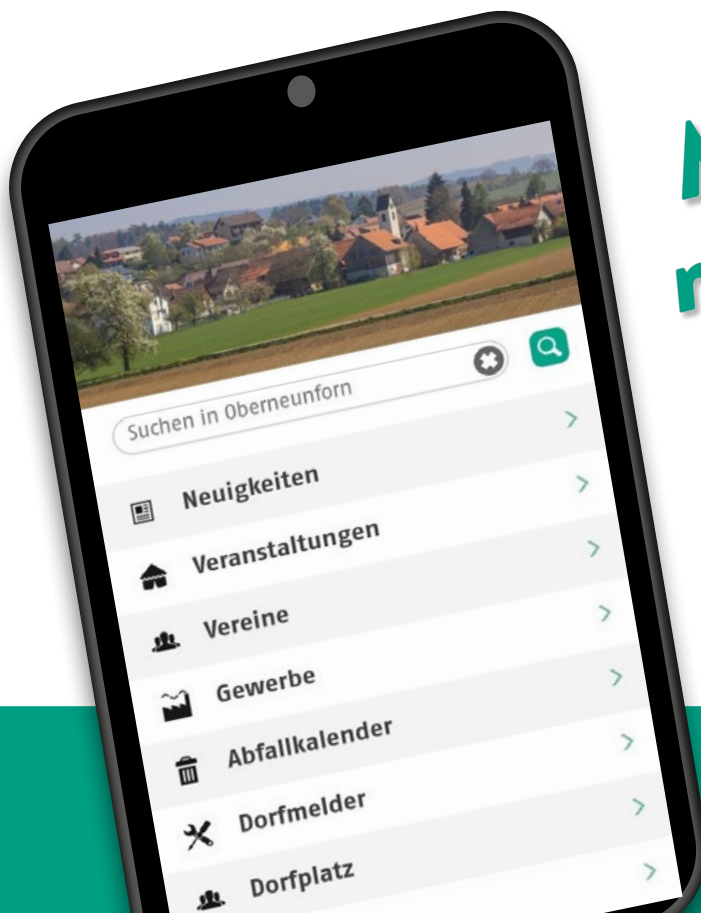 Suchen in Oberneunforn
Neuigkeiten
Veranstaltungen
Vereine
Gewerbe
Abfallkalender
Dorfmelder
Dorfplatz